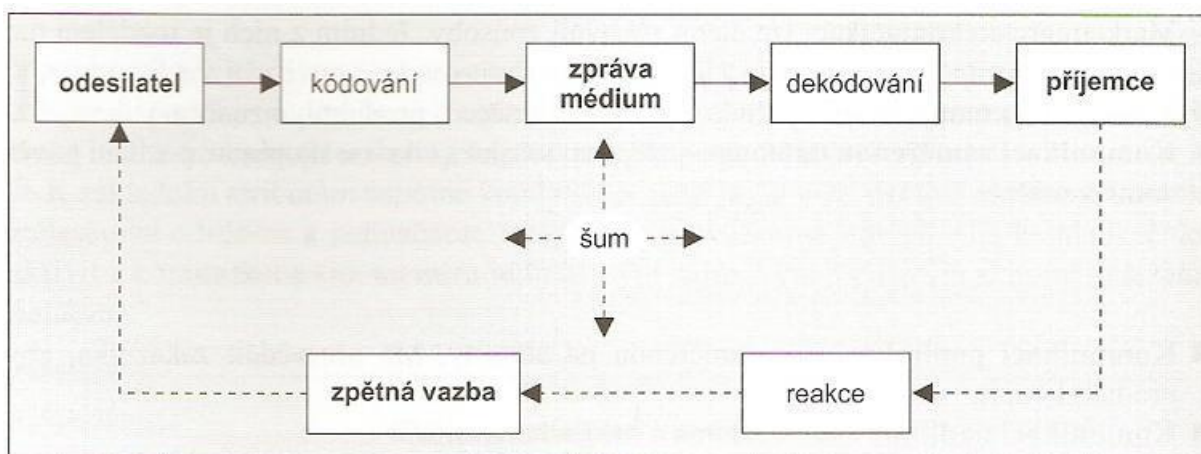 odesilatel
kódování
zpráva
médium
dekódování
příjemce
šum
zpětná vazba
reakce